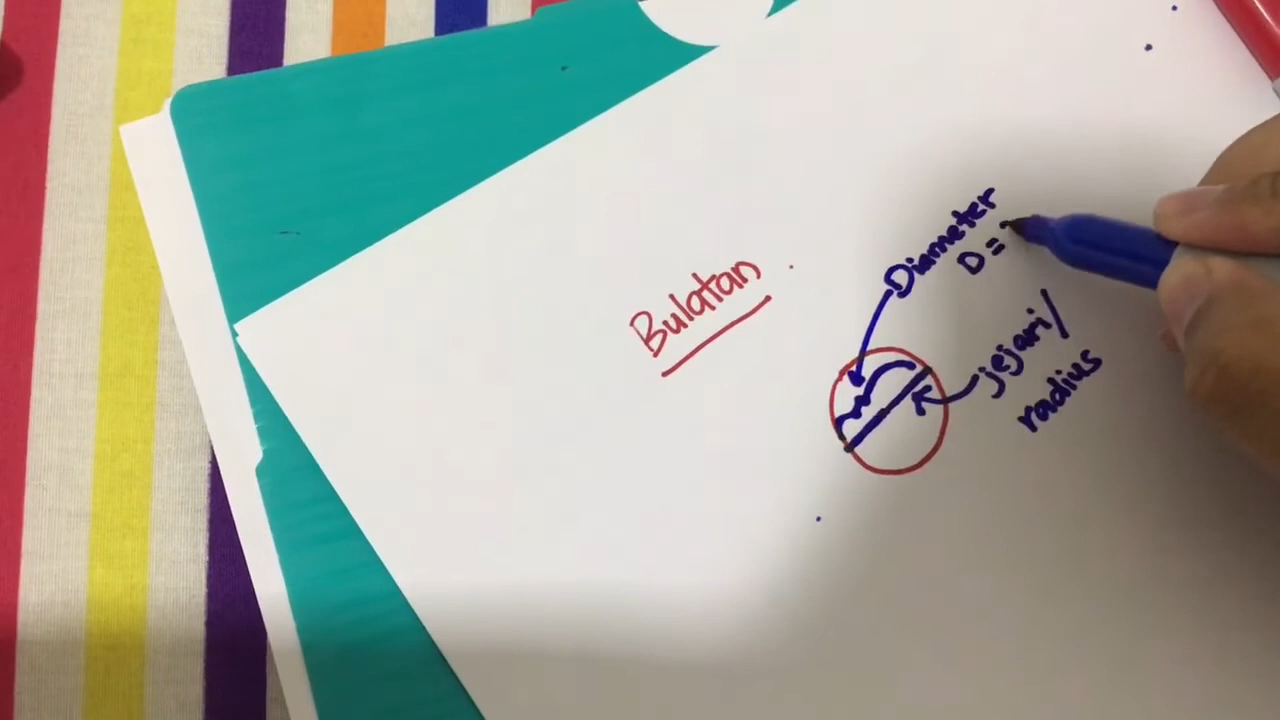 Bulatan
Diameter
D =
jejari/
radius